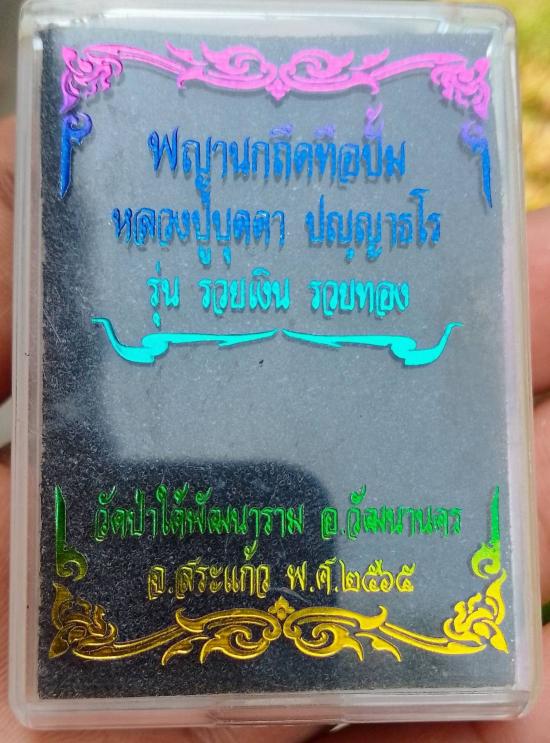 พญานกถืดทือปั๊ม
หลวงปู่บุดดา ปญฺญาธโร
รุ่น รวยเงิน รวยทอง
วัดป่าใต้พัฒนาราม อ.วัฒนานคร
จ.สระแก้ว พ.ศ.๒๕๖๕